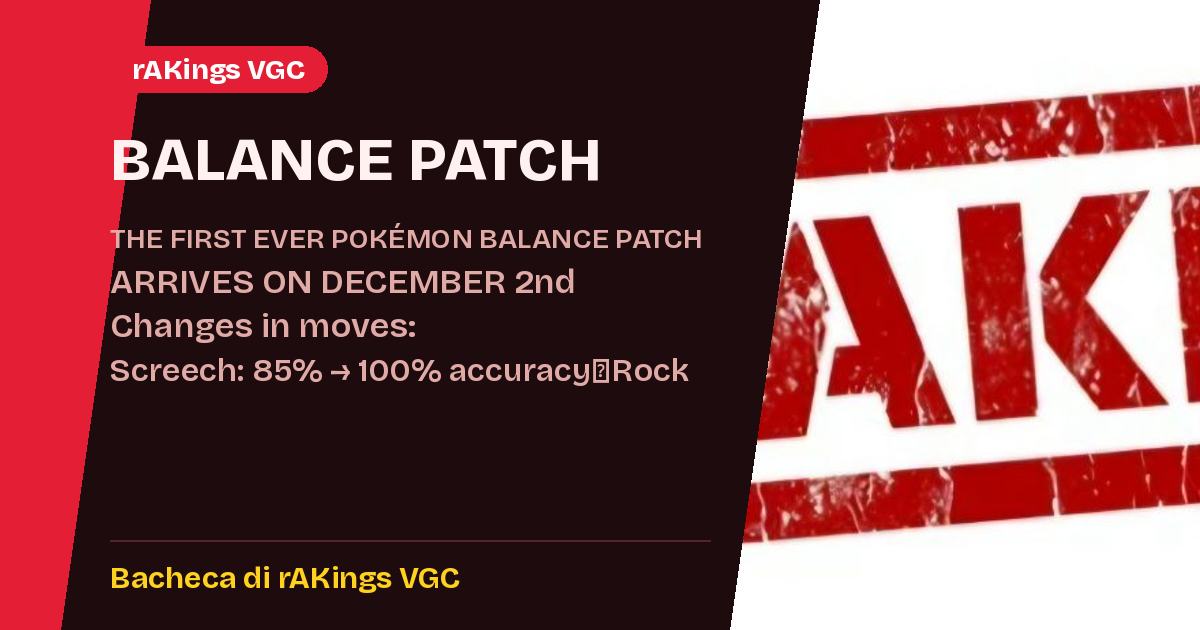 rAKings VGC
BALANCE PATCH
THE FIRST EVER POKÉMON BALANCE PATCH
ARRIVES ON DECEMBER 2nd
Changes in moves:
Screech: 85% → 100% accuracy▯Rock
AK
Bacheca di rAKings VGC